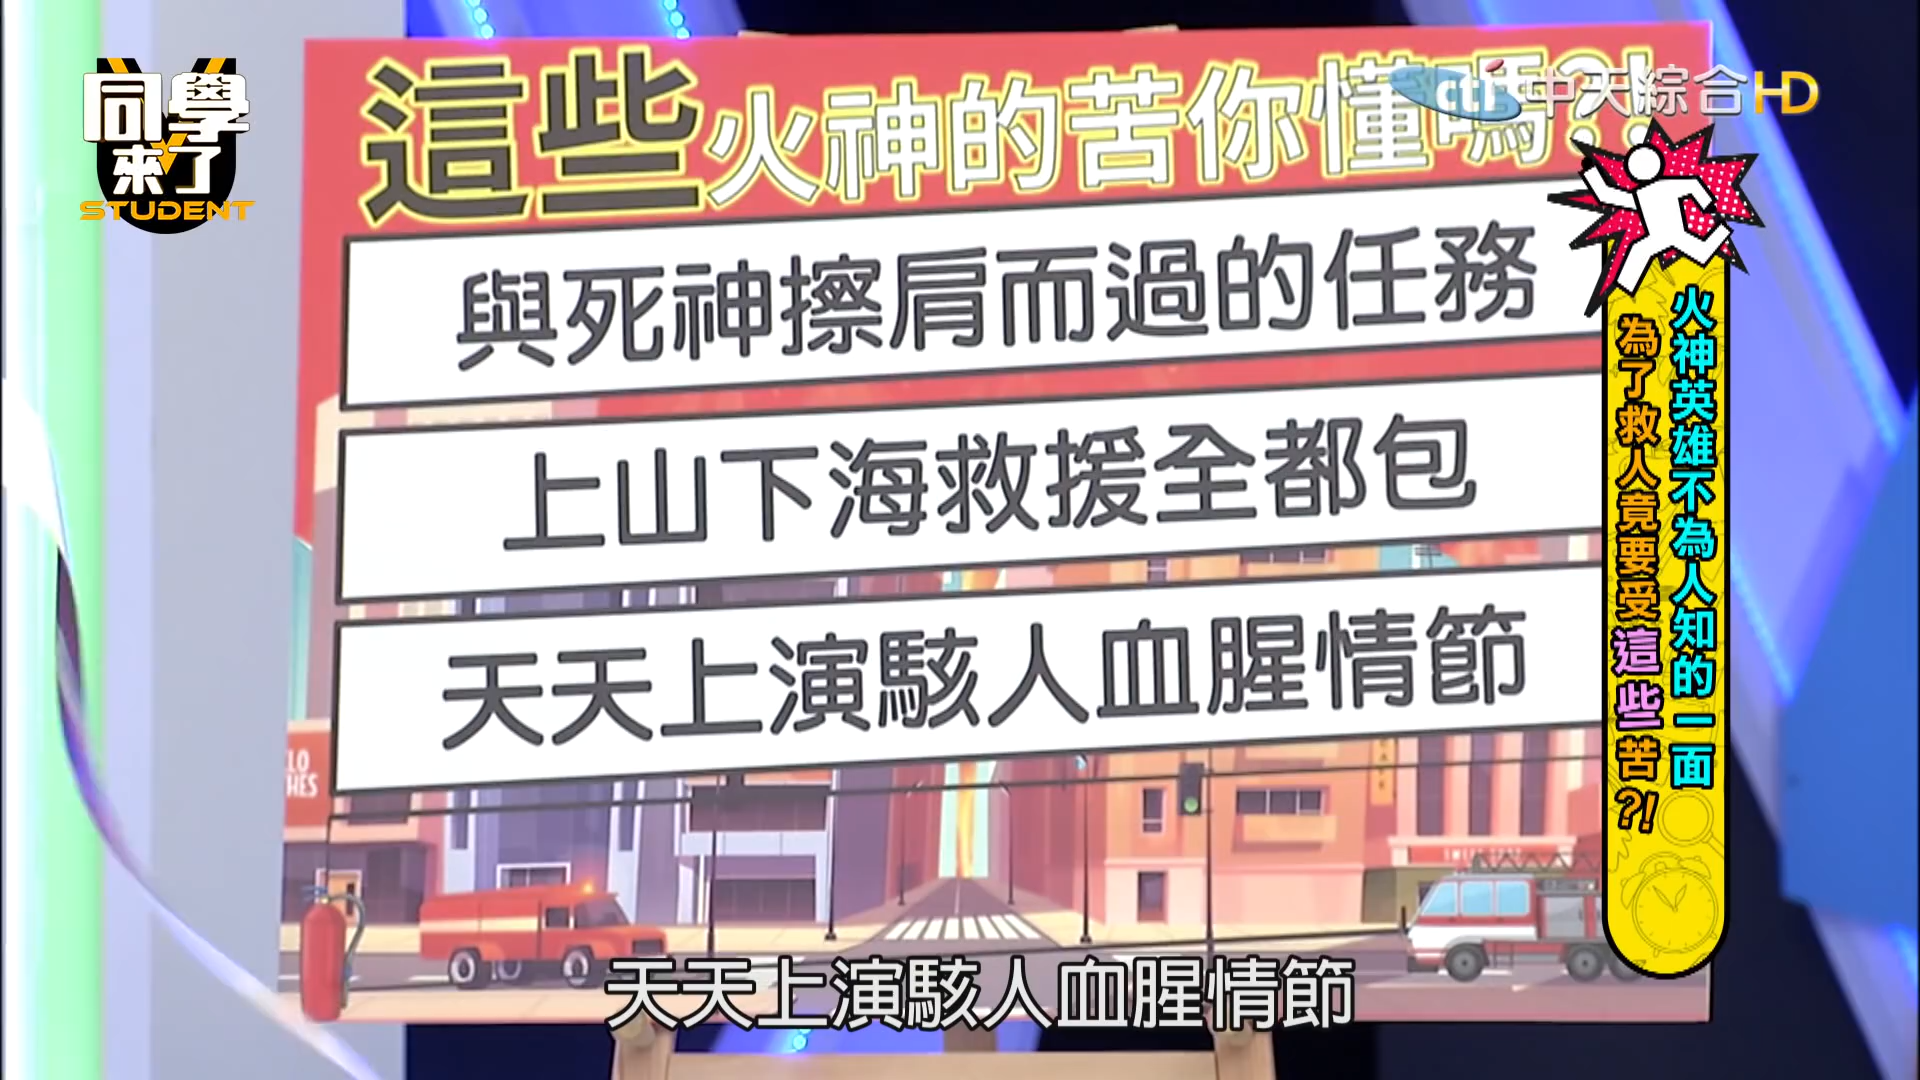 同學來了
STUDENT
這些火神的苦你懂嗎?!
cti 中天綜合HD
與死神擦肩而過的任務
上山下海救援全都包
天天上演駭人血腥情節
火神英雄不為人知的一面
為了救人竟要受這些苦?!
LO
HES
天天上演駭人血腥情節